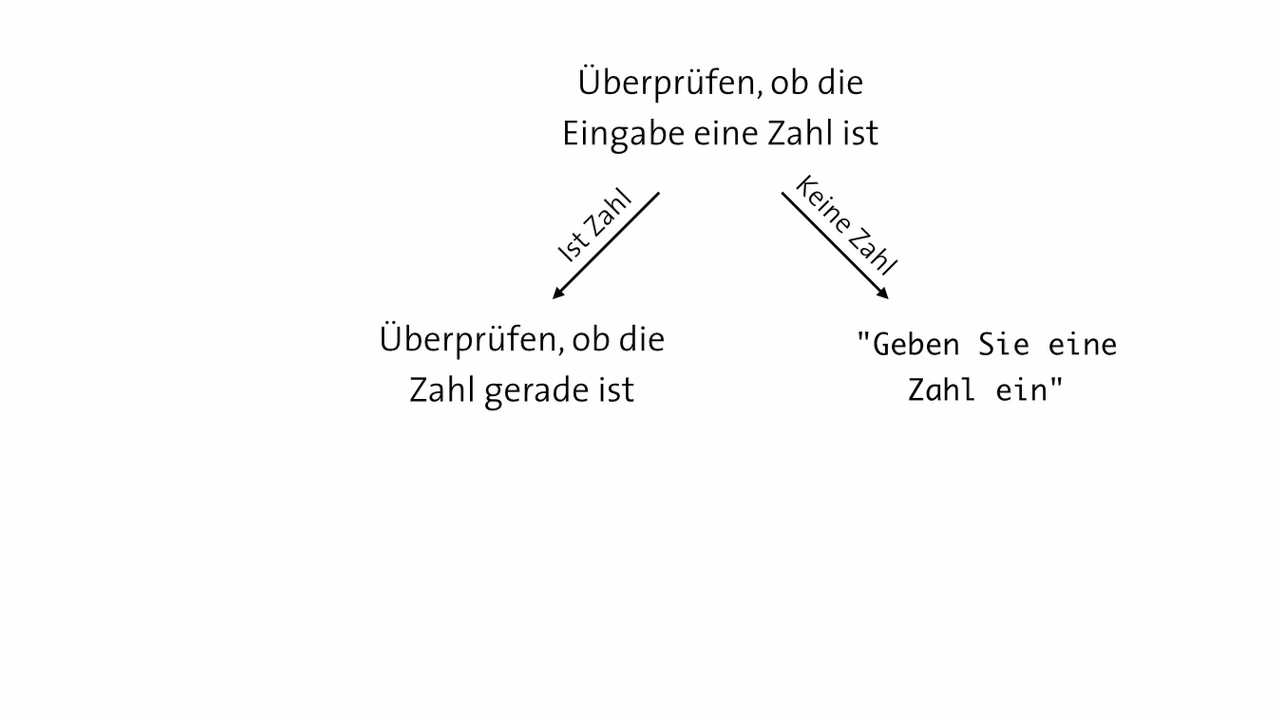 Überprüfen, ob die
Eingabe eine Zahl ist
Ist Zahl
Keine Zahl
Überprüfen, ob die
Zahl gerade ist
"Geben Sie eine
Zahl ein"